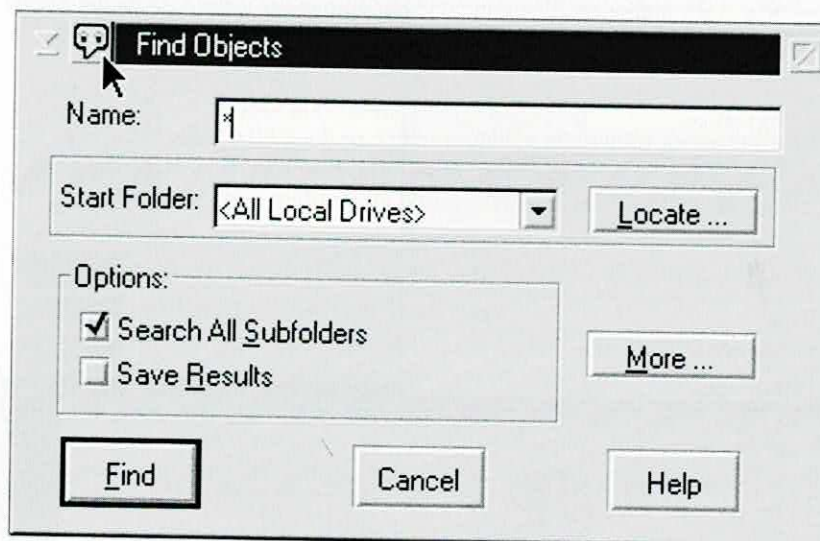 Find Objects
Name: *
Start Folder: <All Local Drives> Locate ...
Options:
Search All Subfolders
Save Results
More ...
Find Cancel Help